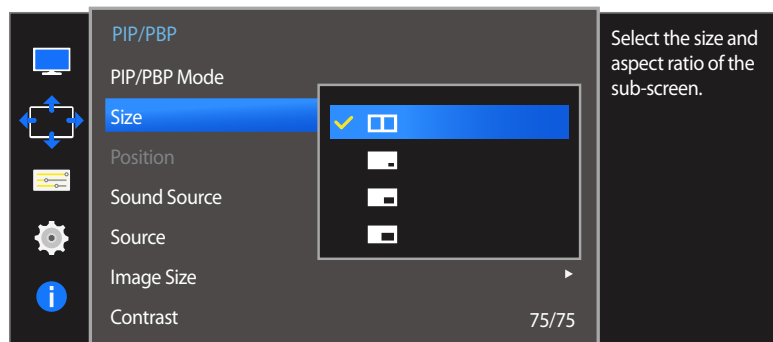 PIP/PBP
PIP/PBP Mode
Size
Position
Sound Source
Source
Image Size
Contrast
75/75
Select the size and
aspect ratio of the
sub-screen.